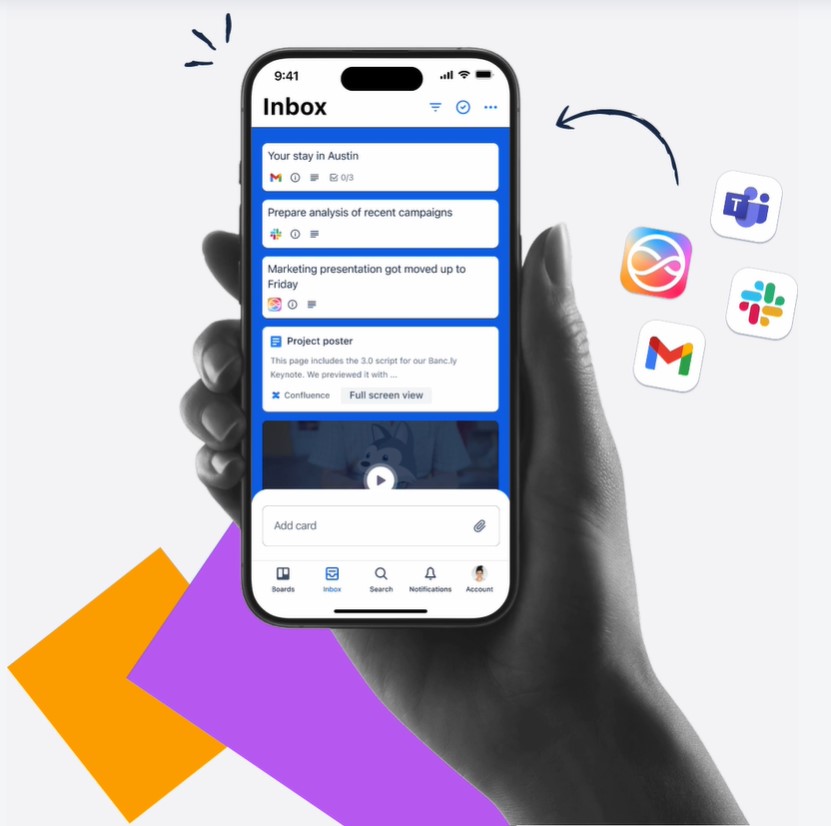 9:41
Inbox
Your stay in Austin
0/3
Prepare analysis of recent campaigns
Marketing presentation got moved up to
Friday
Project poster
This page includes the 3.0 script for our Banc.ly
Keynote. We previewed it with ...
Confluence Full screen view
Add card
Boards Inbox Search Notifications Account
T